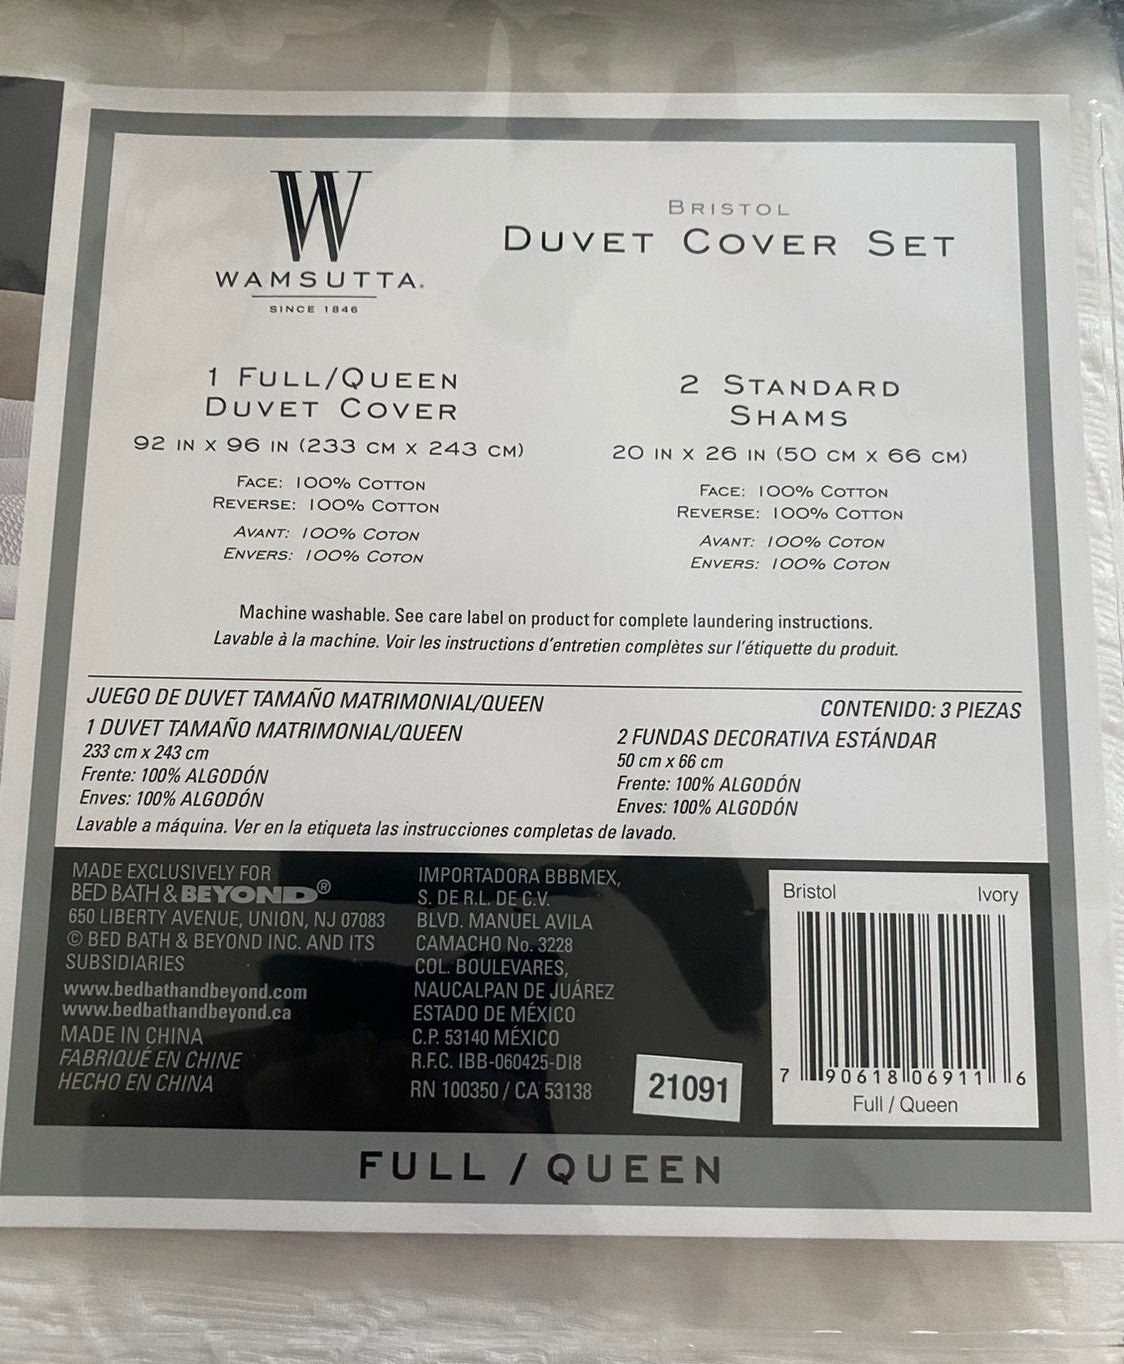 W
WAMSUTTA.
SINCE 1846
BRISTOL
DUVET COVER SET
1 FULL/QUEEN
DUVET COVER
92 IN X 96 IN (233 CM X 243 CM)
FACE: 100% COTTON
REVERSE: 100% COTTON
AVANT: 100% COTON
ENVERS: 100% COTON
2 STANDARD
SHAMS
20 IN X 26 IN (50 CM X 66 CM)
FACE: 100% COTTON
REVERSE: 100% COTTON
AVANT: 100% COTON
ENVERS: 100% COTON
Machine washable. See care label on product for complete laundering instructions.
Lavable à la machine. Voir les instructions d'entretien complètes sur l'étiquette du produit.
JUEGO DE DUVET TAMAÑO MATRIMONIAL/QUEEN
CONTENIDO: 3 PIEZAS
1 DUVET TAMAÑO MATRIMONIAL/QUEEN
233 cm x 243 cm
Frente: 100% ALGODÓN
Enves: 100% ALGODÓN
2 FUNDAS DECORATIVA ESTÁNDAR
50 cm x 66 cm
Frente: 100% ALGODÓN
Enves: 100% ALGODÓN
Lavable a máquina. Ver en la etiqueta las instrucciones completas de lavado.
MADE EXCLUSIVELY FOR
BED BATH & BEYOND®
650 LIBERTY AVENUE, UNION, NJ 07083
© BED BATH & BEYOND INC. AND ITS
SUBSIDIARIES
www.bedbathandbeyond.com
www.bedbathandbeyond.ca
MADE IN CHINA
FABRIQUÉ EN CHINE
HECHO EN CHINA
IMPORTADORA BBBMEX,
S. DE R.L. DE C.V.
BLVD. MANUEL AVILA
CAMACHO No. 3228
COL. BOULEVARES,
NAUCALPAN DE JUÁREZ
ESTADO DE MÉXICO
C.P. 53140 MÉXICO
R.F.C. IBB-060425-DI8
RN 100350 / CA 53138
21091
Bristol Ivory
7 90618 06911 6
Full / Queen
FULL / QUEEN